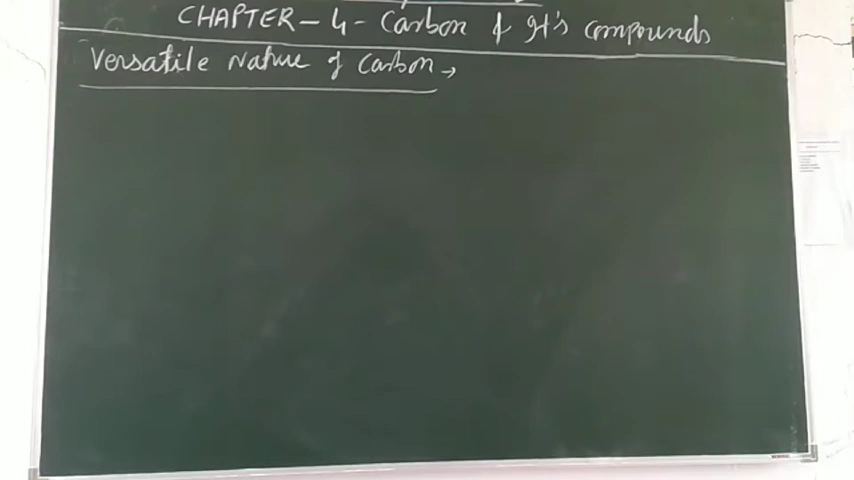 CHAPTER - 4 - Carbon & It's compounds
Versatile Nature of Carbon →